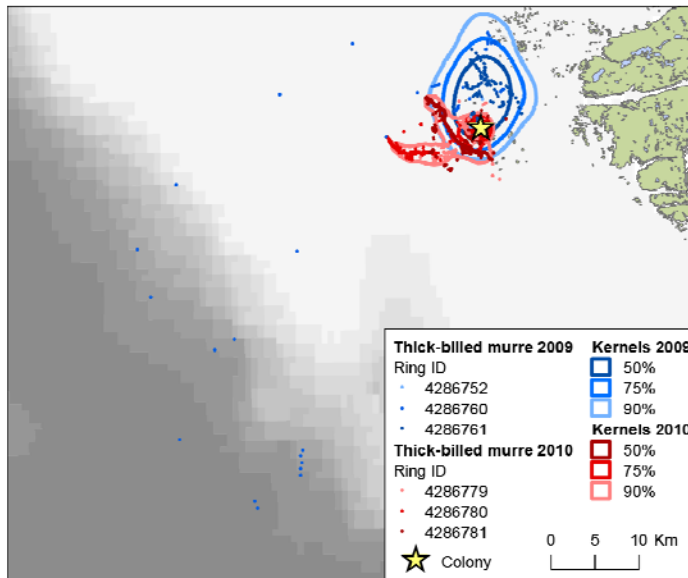 Thick-billed murre 2009
Ring ID
4286752
4286760
4286761
Thick-billed murre 2010
Ring ID
4286779
4286780
4286781
Colony
Kernels 2009
50%
75%
90%
Kernels 2010
50%
75%
90%
0 5 10 Km